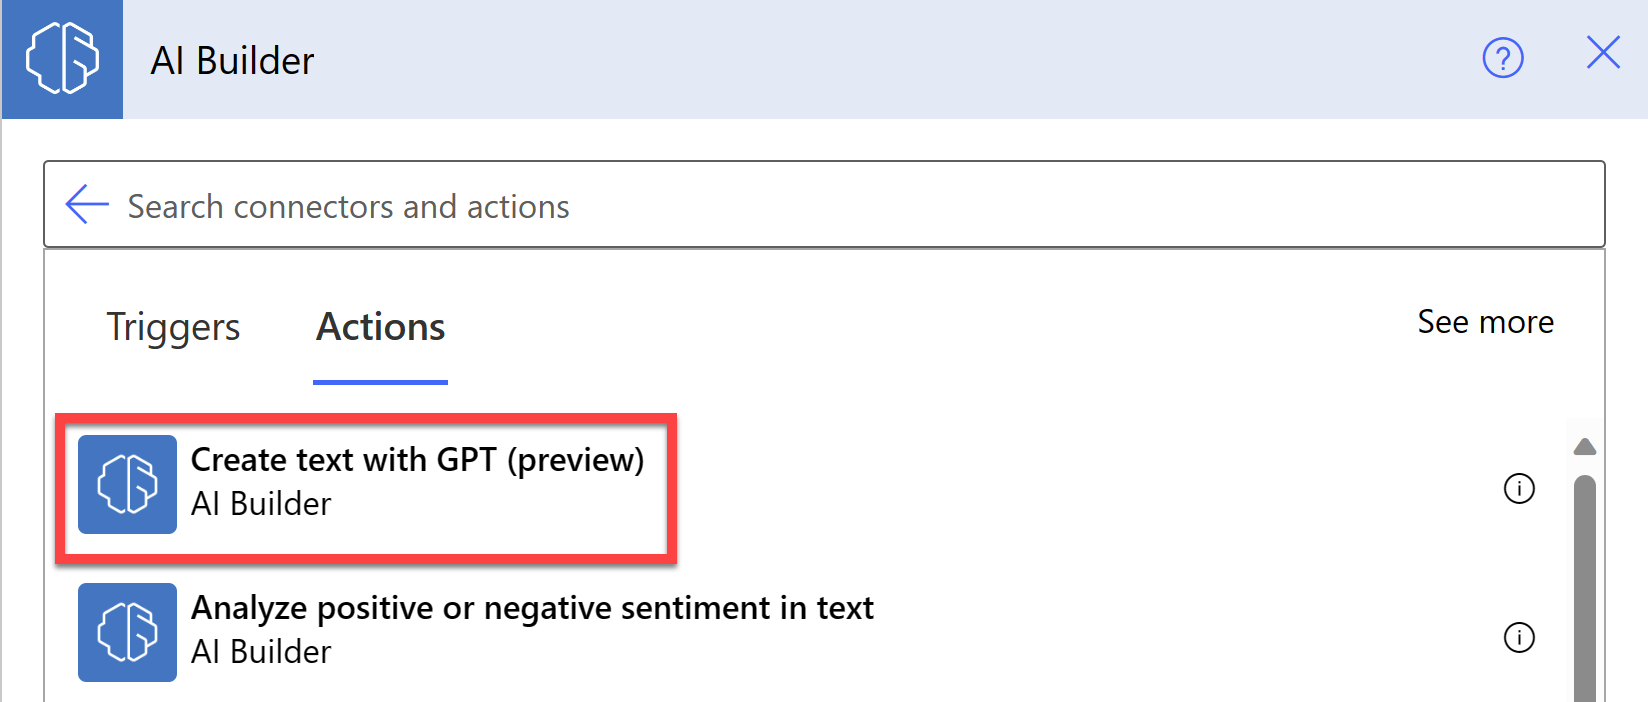 AI Builder
?
Search connectors and actions
Triggers
Actions
See more
Create text with GPT (preview)
AI Builder
Analyze positive or negative sentiment in text
AI Builder